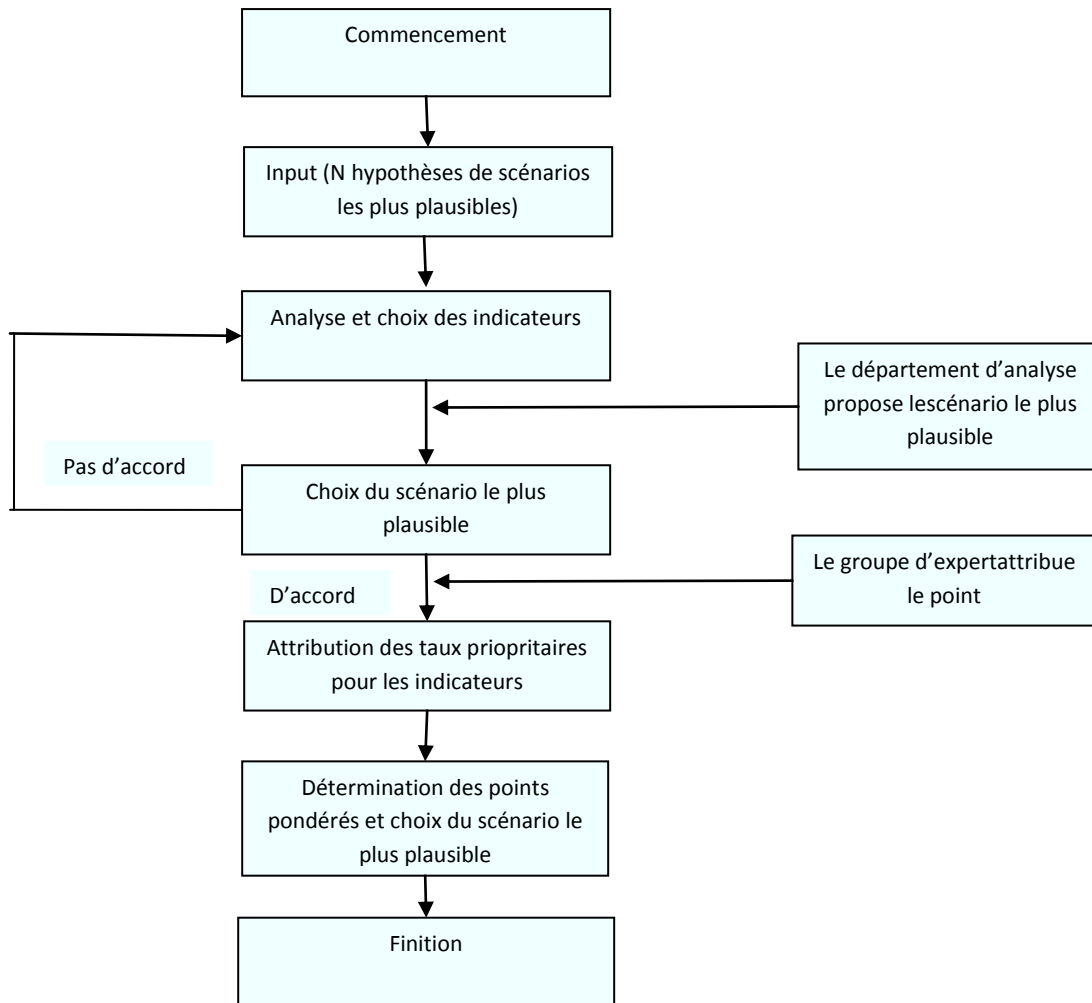 Commencement
Input (N hypothèses de scénarios
les plus plausibles)
Analyse et choix des indicateurs
Le département d’analyse
propose lescénario le plus
plausible
Pas d’accord
Choix du scénario le plus
plausible
Le groupe d’expertattribue
le point
D’accord
Attribution des taux priopritaires
pour les indicateurs
Détermination des points
pondérés et choix du scénario le
plus plausible
Finition